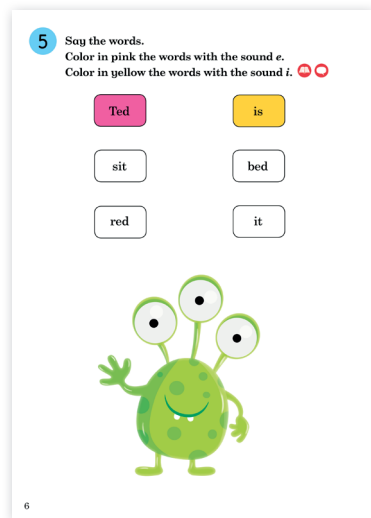 5
Say the words.
Color in pink the words with the sound e.
Color in yellow the words with the sound i.
Ted
is
sit
bed
red
it
6